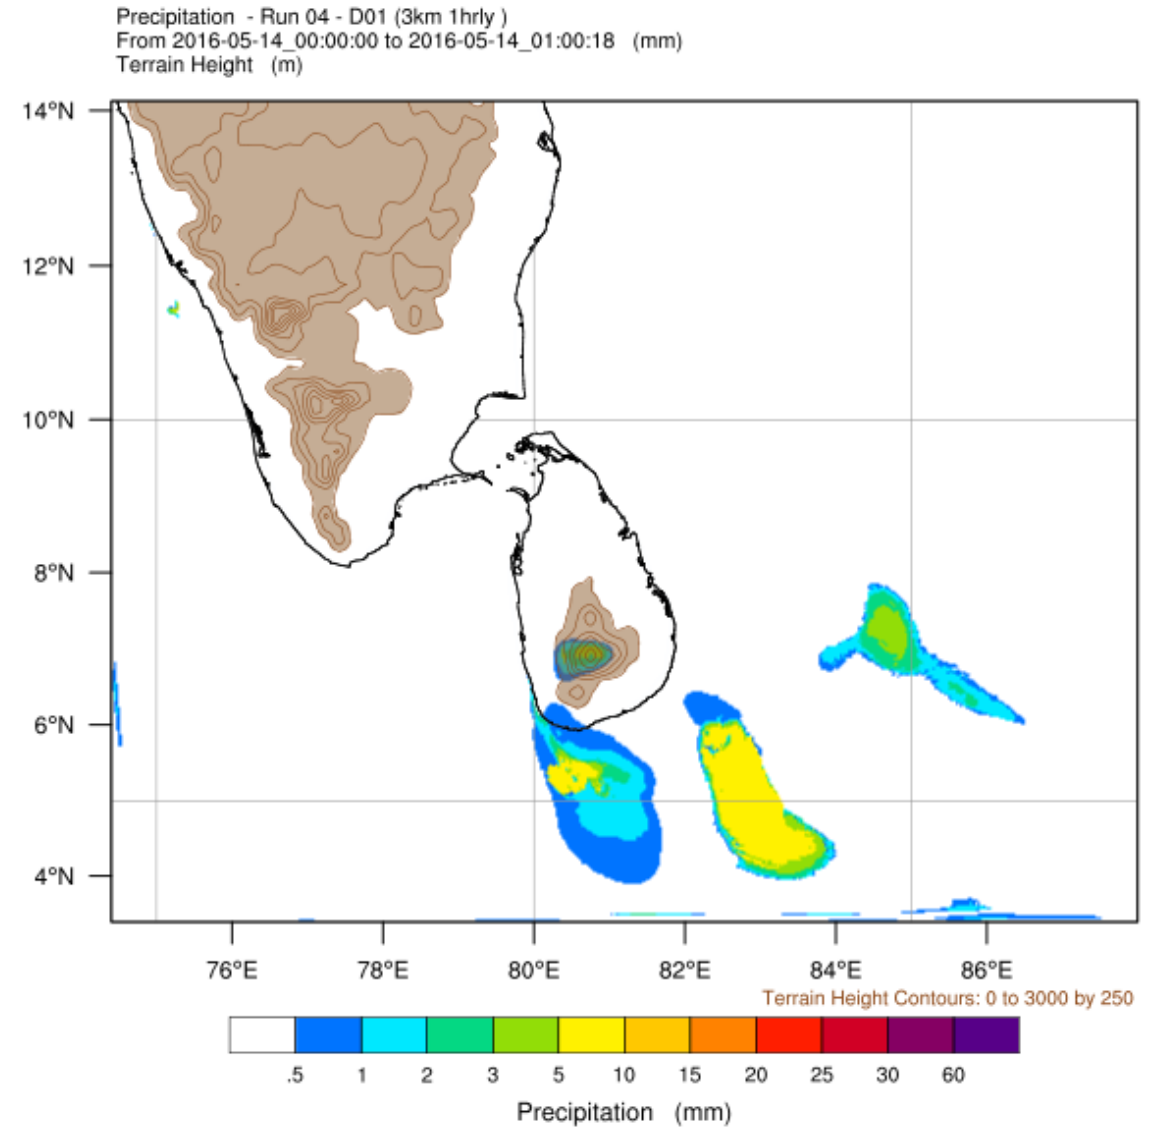 Precipitation - Run 04 - D01 (3km 1hrly )
From 2016-05-14_00:00:00 to 2016-05-14_01:00:18 (mm)
Terrain Height (m)
14°N
12°N
10°N
8°N
6°N
4°N
76°E 78°E 80°E 82°E 84°E 86°E
Terrain Height Contours: 0 to 3000 by 250
.5 1 2 3 5 10 15 20 25 30 60
Precipitation (mm)